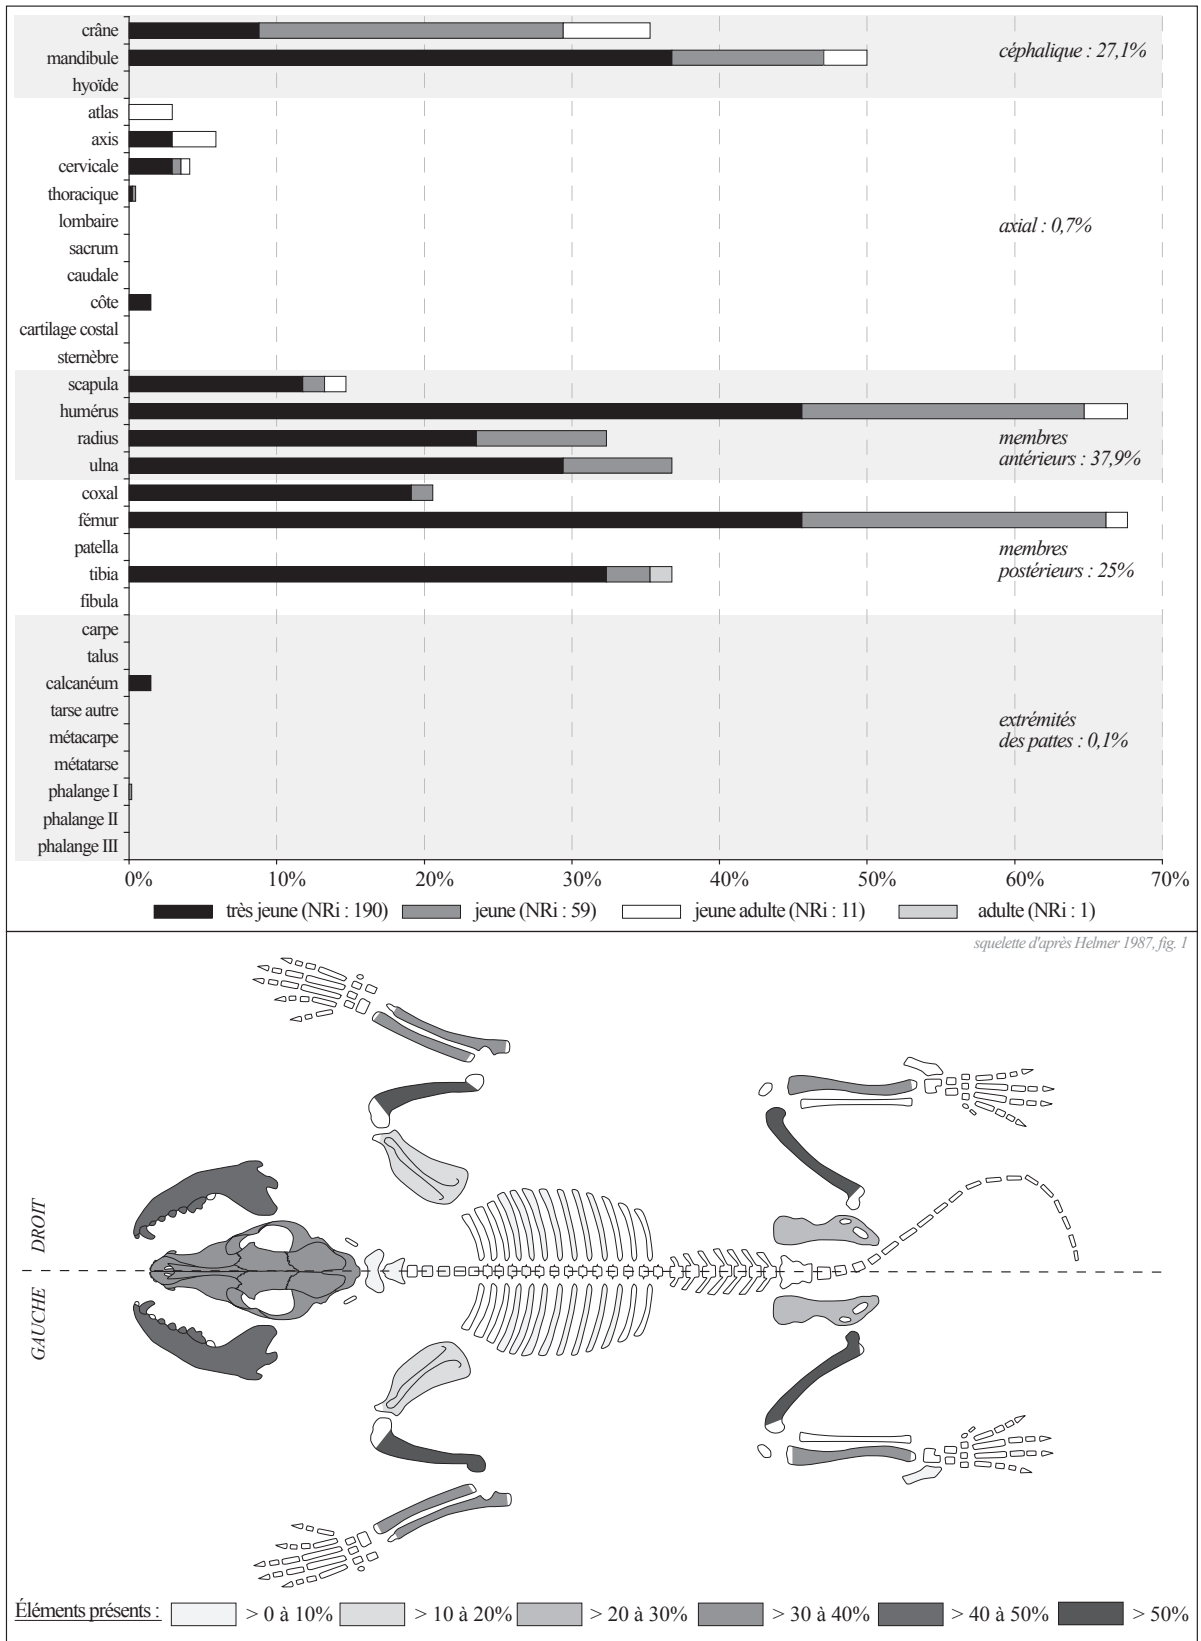 crâne
mandibule
céphalique : 27,1%
hyoïde
atlas
axis
cervicale
thoracique
lombaire
axial : 0,7%
sacrum
caudale
côte
cartilage costal
sternèbre
scapula
humérus
radius
membres
antérieurs : 37,9%
ulna
coxal
fémur
patella
membres
postérieurs : 25%
tibia
fibula
carpe
talus
calcanéum
tarse autre
extrémités
des pattes : 0,1%
métacarpe
métatarse
phalange I
phalange II
phalange III
0% 10% 20% 30% 40% 50% 60% 70%
très jeune (NRi : 190) jeune (NRi : 59) jeune adulte (NRi : 11) adulte (NRi : 1)
squelette d'après Helmer 1987, fig. 1
DROIT
GAUCHE
Éléments présents : > 0 à 10% > 10 à 20% > 20 à 30% > 30 à 40% > 40 à 50% > 50%